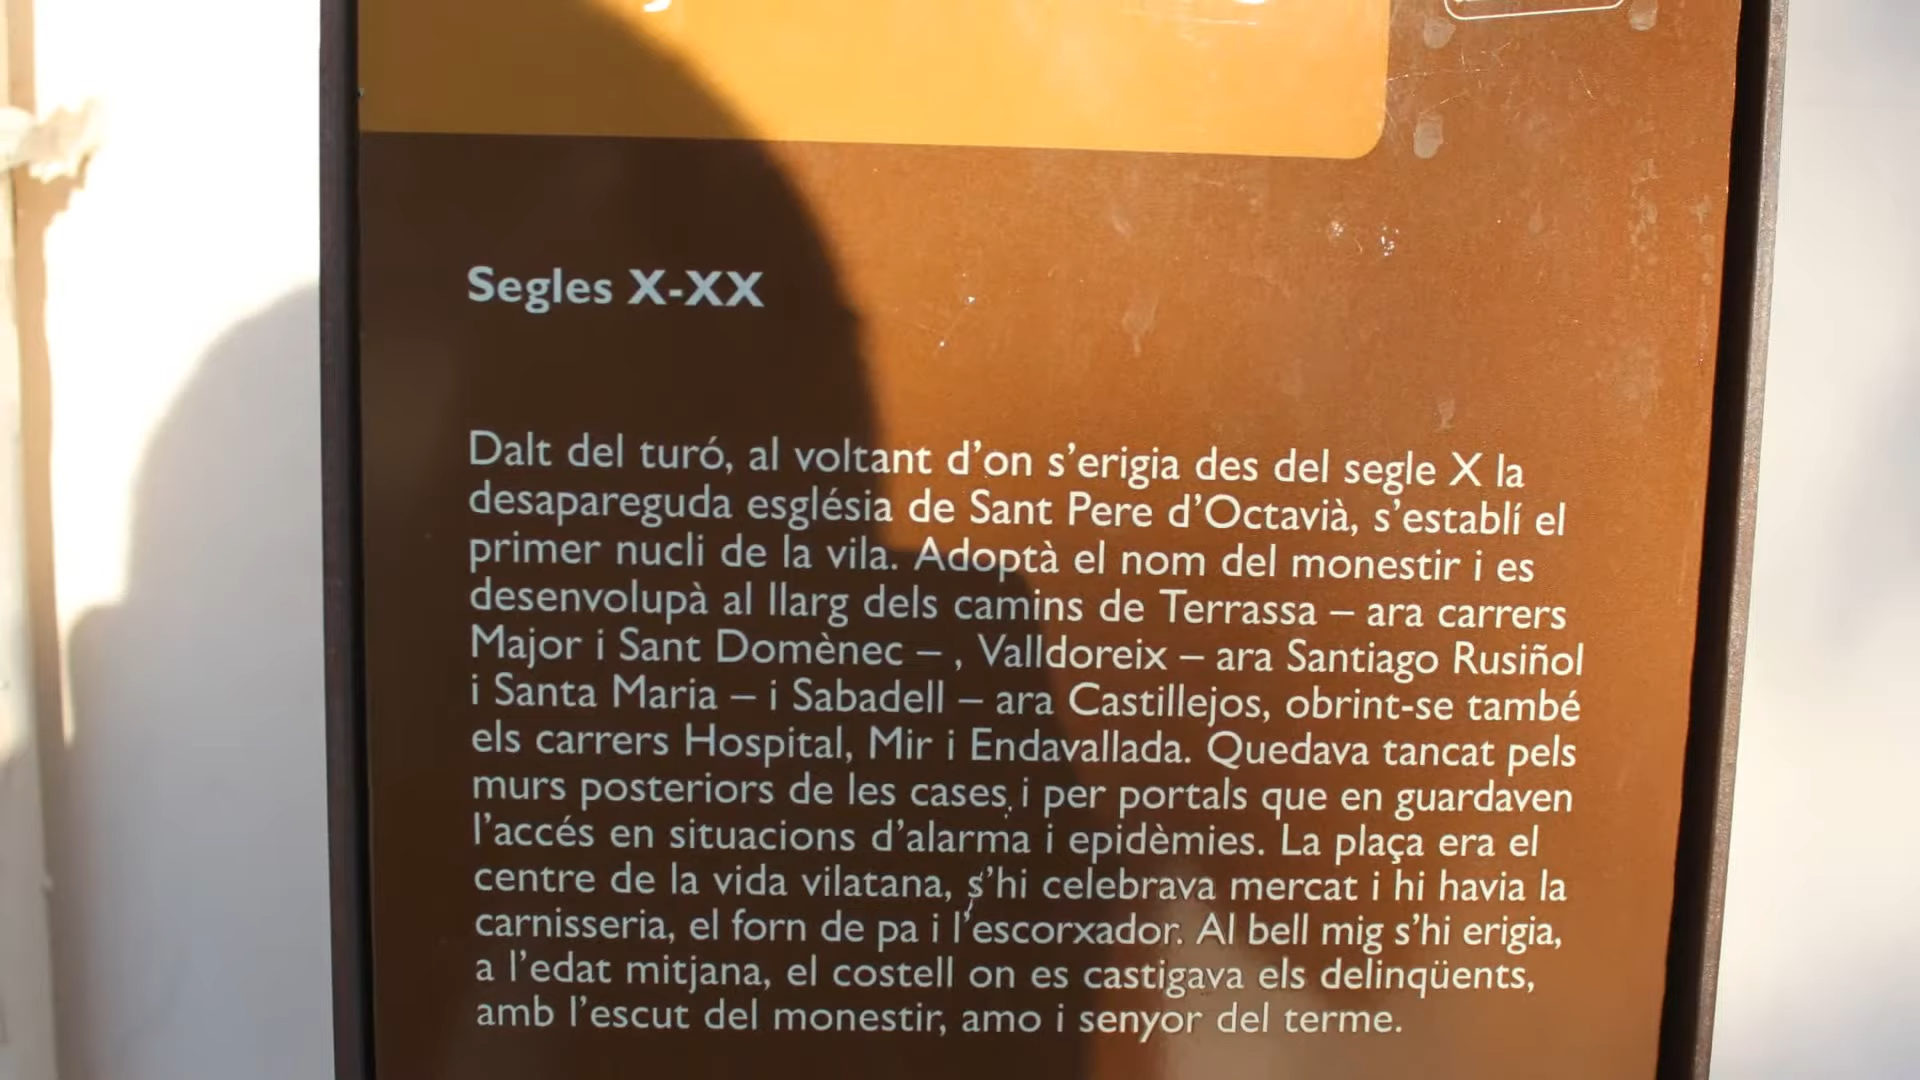 Segles X-XX
Dalt del turó, al voltant d’on s’erigia des del segle X la
desapareguda església de Sant Pere d’Octavià, s’establí el
primer nucli de la vila. Adoptà el nom del monestir i es
desenvolupà al llarg dels camins de Terrassa – ara carrers
Major i Sant Domènec – , Valldoreix – ara Santiago Rusiñol
i Santa Maria – i Sabadell – ara Castillejos, obrint-se també
els carrers Hospital, Mir i Endavallada. Quedava tancat pels
murs posteriors de les cases i per portals que en guardaven
l’accés en situacions d’alarma i epidèmies. La plaça era el
centre de la vida vilatana, s’hi celebrava mercat i hi havia la
carnisseria, el forn de pa i l’escorxador. Al bell mig s’hi erigia,
a l’edat mitjana, el costell on es castigava els delinqüents,
amb l’escut del monestir, amo i senyor del terme.